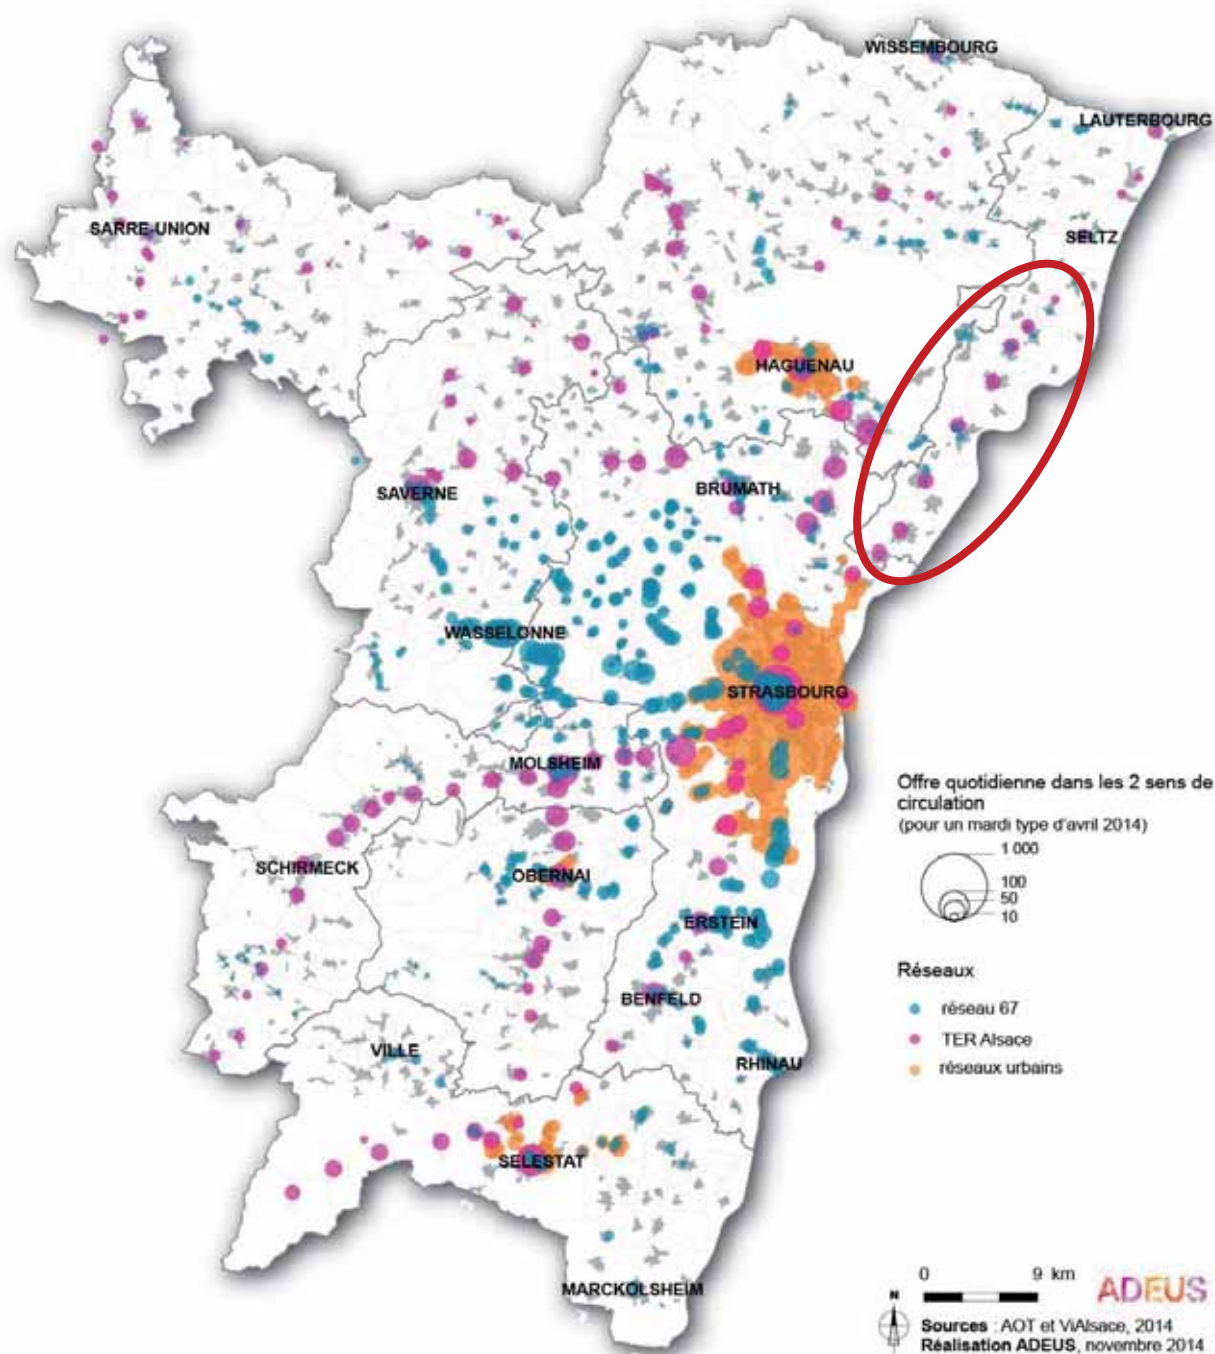 WISSEMBOURG
LAUTERBOURG
SARRE-UNION
SELTZ
HAGUENAU
SAVERNE
BRUMATH
WASSELONNE
STRASBOURG
MOLSHEIM
Offre quotidienne dans les 2 sens de
circulation
(pour un mardi type d'avril 2014)
1 000
100
50
10
SCHIRMECK
OBERNAI
ERSTEIN
Réseaux
BENFELD
réseau 67
TER Alsace
VILLE
RHINAU
réseaux urbains
SELESTAT
MARCKOLSHEIM
0 9 km
ADEUS
N
Sources : AOT et ViAlsace, 2014
Réalisation ADEUS, novembre 2014